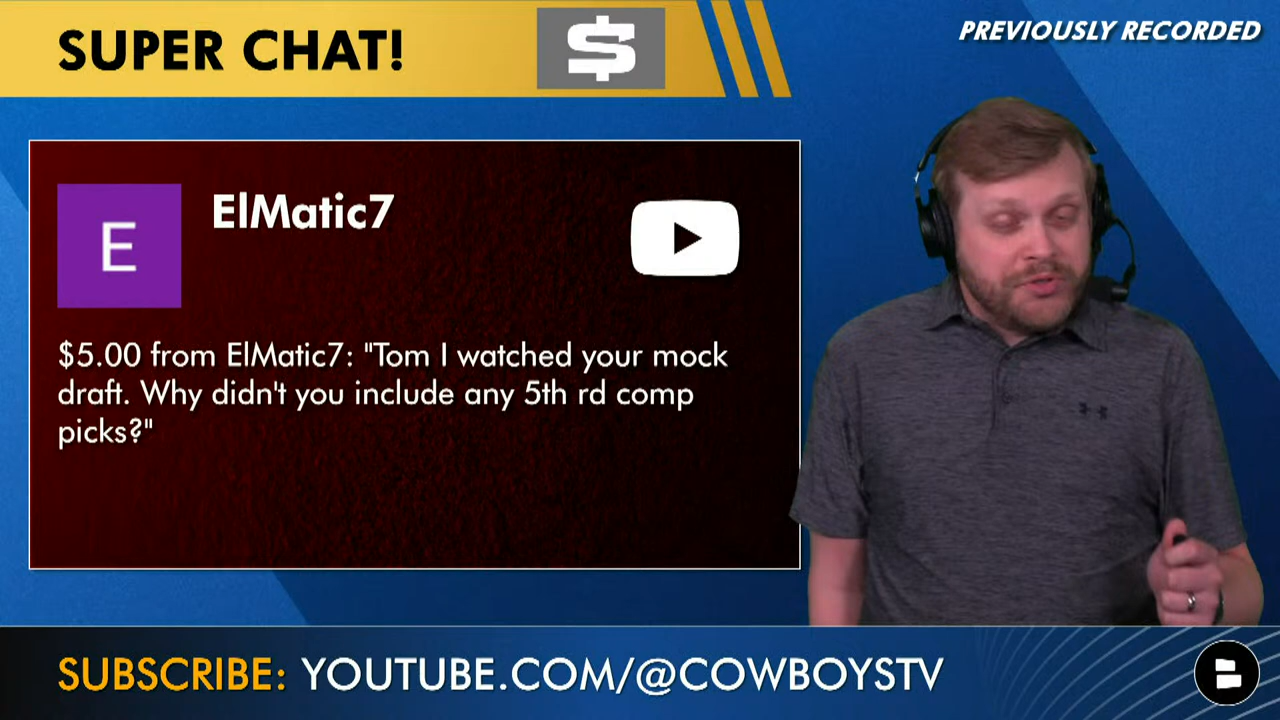 SUPER CHAT!
$
PREVIOUSLY RECORDED
E
ElMatic7
$5.00 from ElMatic7: "Tom I watched your mock
draft. Why didn't you include any 5th rd comp
picks?"
SUBSCRIBE: YOUTUBE.COM/@COWBOYSTV